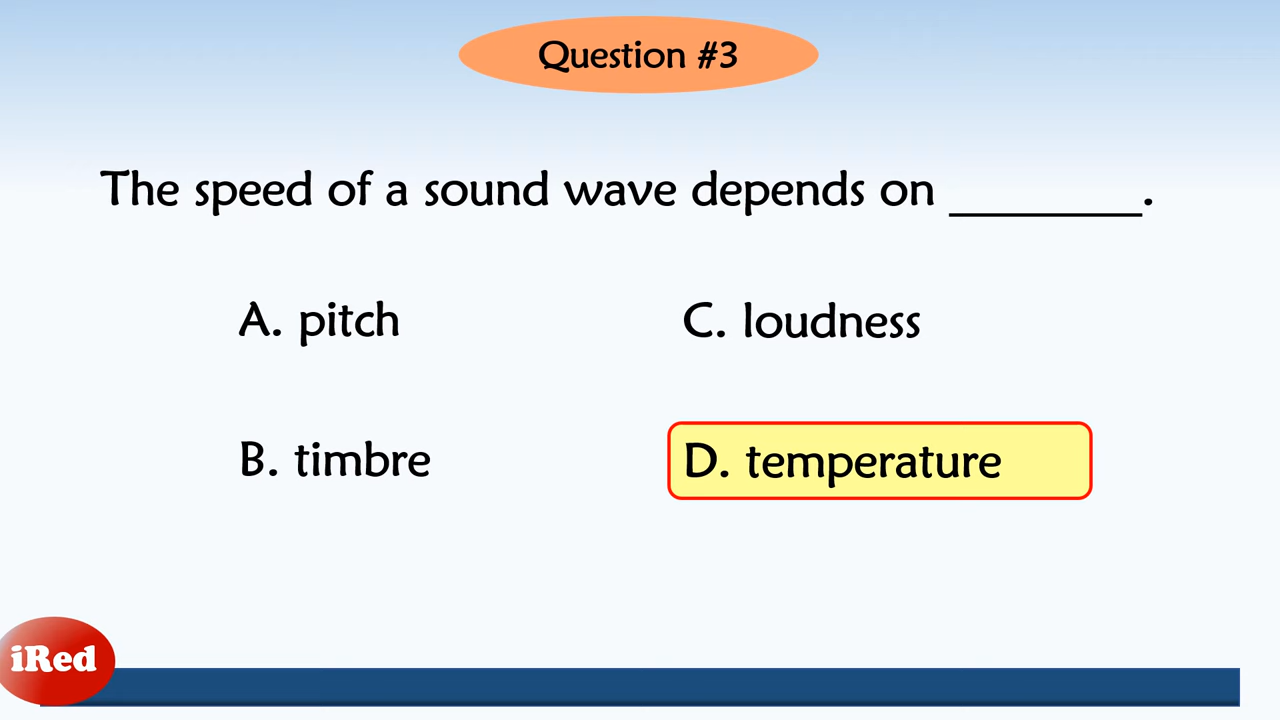 Question #3
The speed of a sound wave depends on ________.
A. pitch
C. loudness
B. timbre
D. temperature
iRed